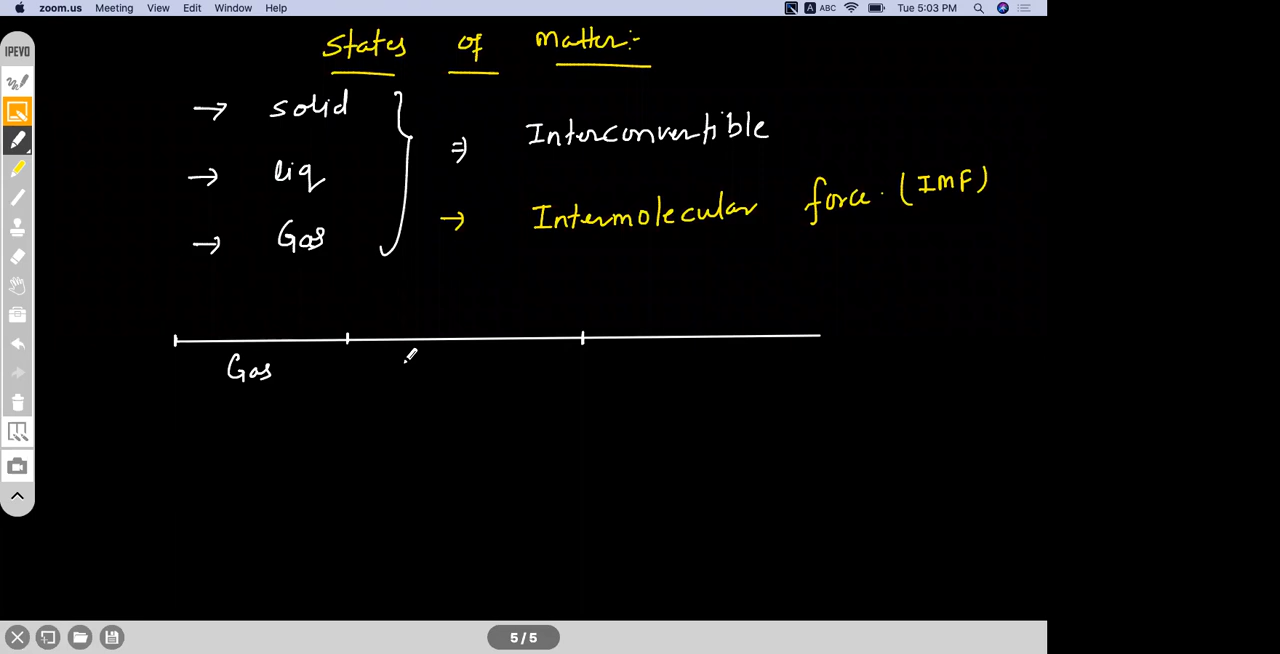 zoom.us Meeting View Edit Window Help A ABC Tue 5:03 PM
IPEVO
States of Matter:-
→ Solid
⇒ Interconvertible
→ liq
→ Intermolecular force. (IMF)
→ Gas
Gas
5 / 5